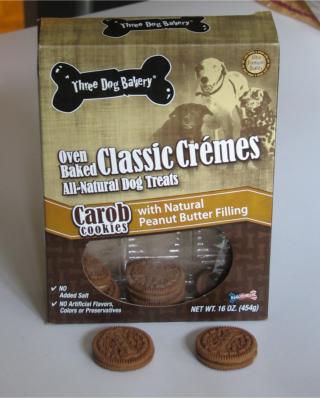 Three Dog Bakery®
Three Dog Bakery®
Oven
Baked Classic Crémes
All-Natural Dog Treats
Carob
cookies
with Natural
Peanut Butter Filling
✓ NO
Added Salt
✓ NO Artificial Flavors,
Colors or Preservatives
NET WT. 16 OZ. (454g)